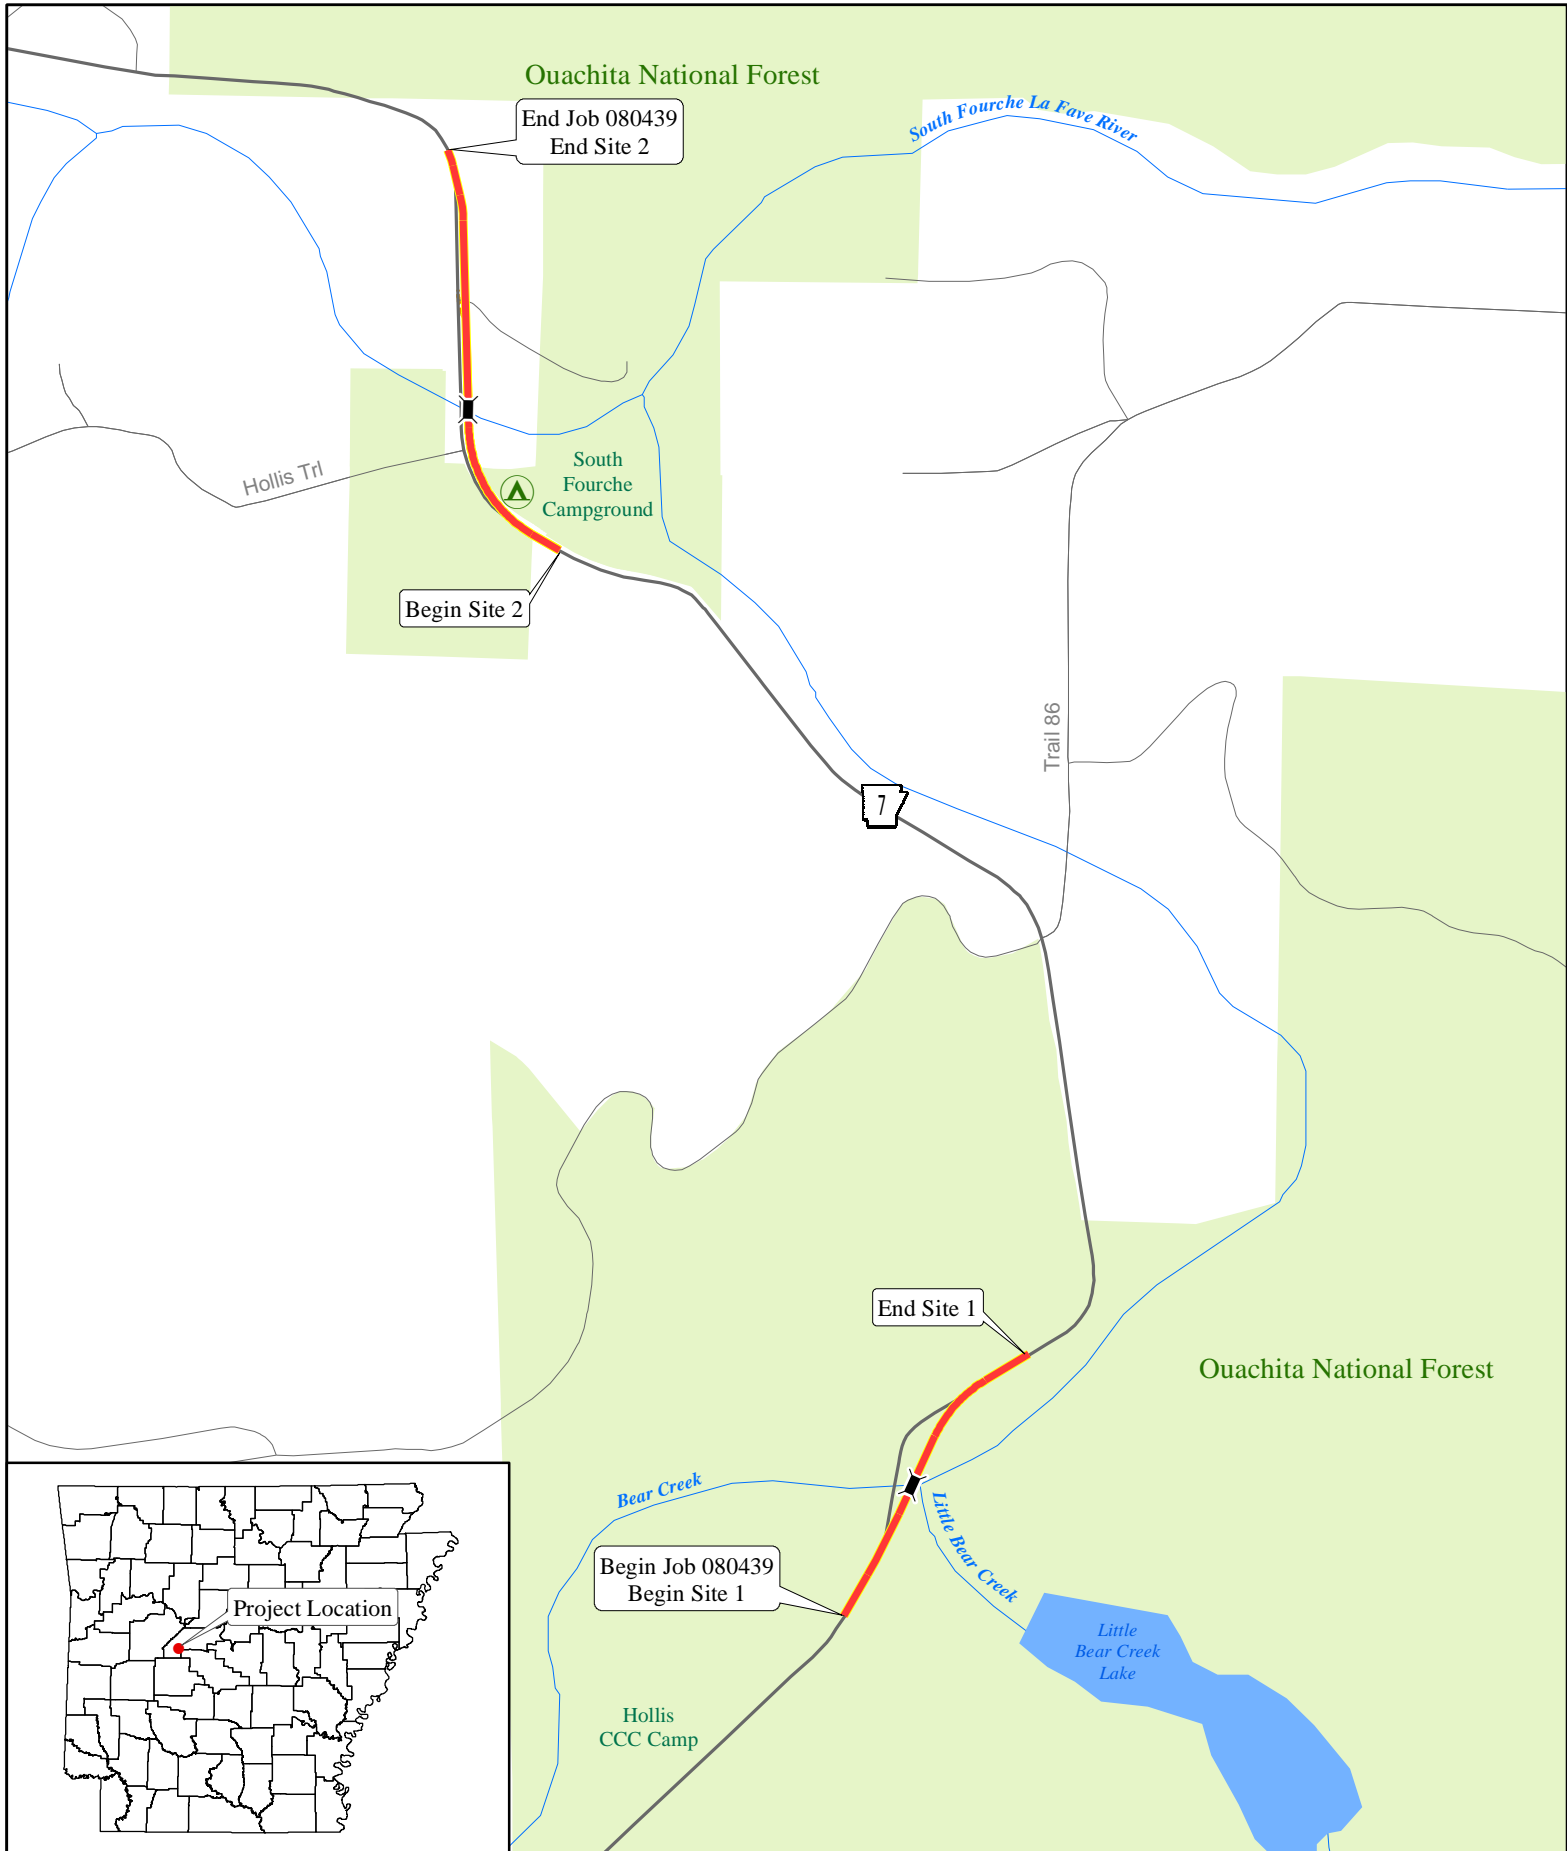 Ouachita National Forest
End Job 080439
End Site 2
South Fourche La Fave River
Hollis Trl
South
Fourche
Campground
Begin Site 2
Trail 86
7
End Site 1
Ouachita National Forest
Bear Creek
Little Bear Creek
Begin Job 080439
Begin Site 1
Project Location
Little
Bear Creek
Lake
Hollis
CCC Camp